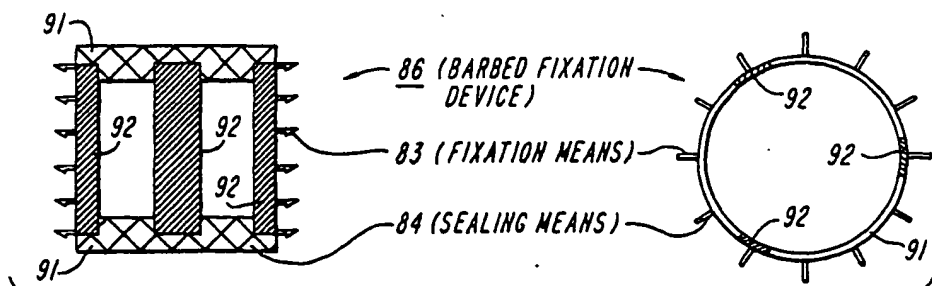 91
86 (BARBED FIXATION
DEVICE)
92
92
92
83 (FIXATION MEANS)
92
92
84 (SEALING MEANS)
92
91
91